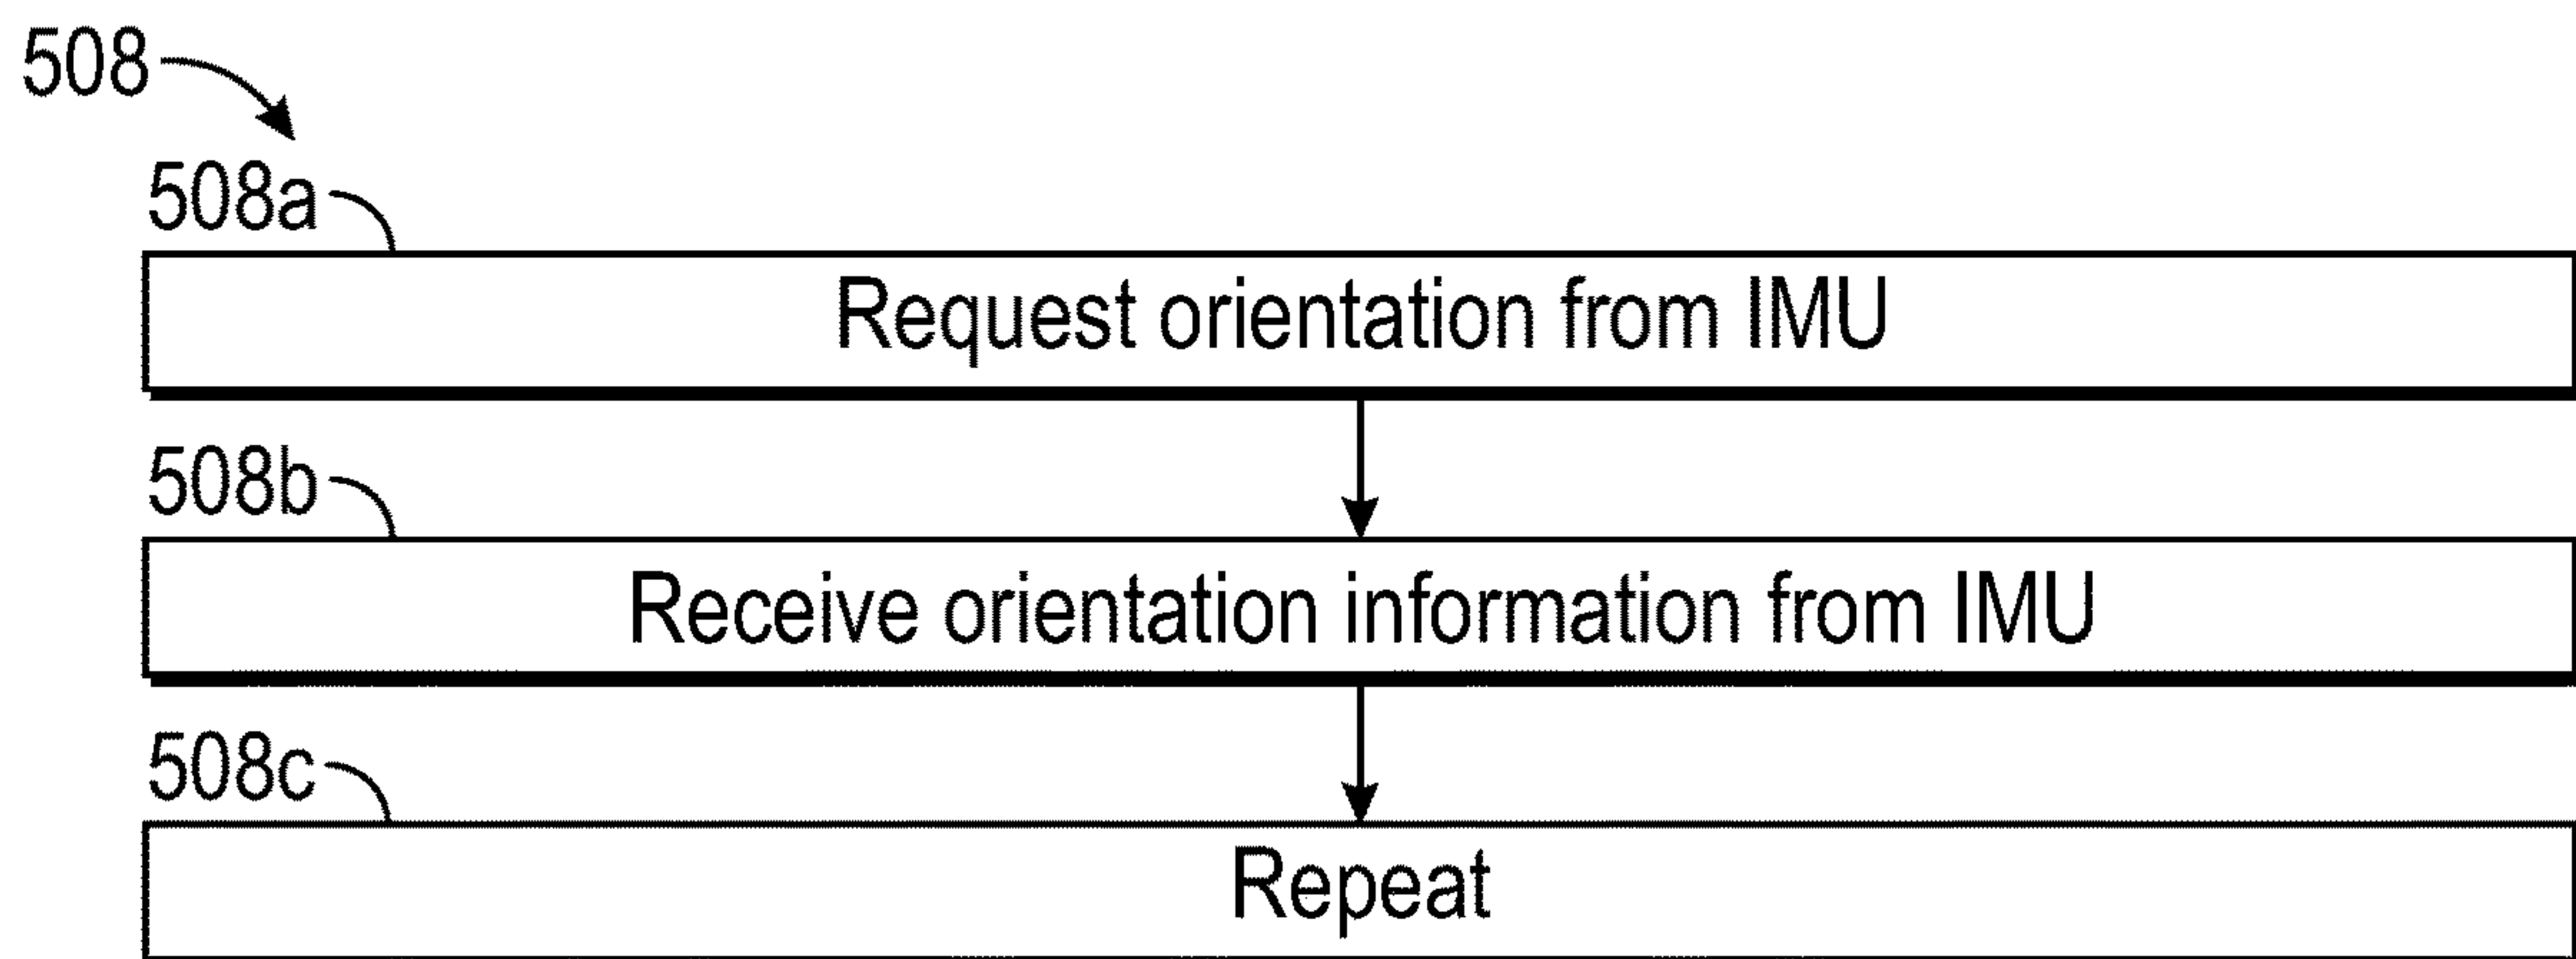 508
508a
Request orientation from IMU
508b
Receive orientation information from IMU
508c
Repeat